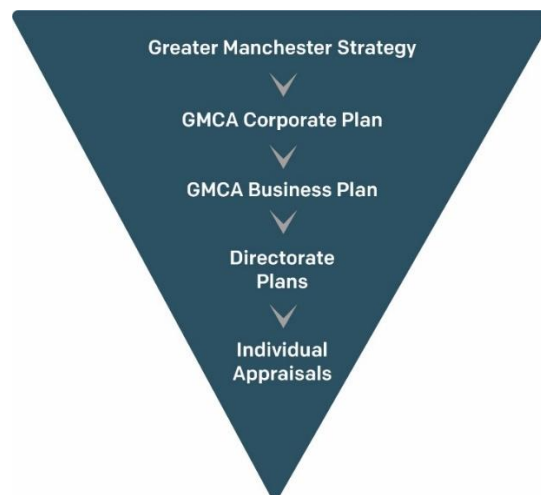 Greater Manchester Strategy
GMCA Corporate Plan
GMCA Business Plan
Directorate
Plans
Individual
Appraisals